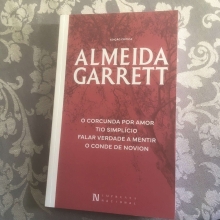 ALMEIDA
GARRETT
O CORCUNDA POR AMOR
TIO SIMPLÍCIO
FALAR VERDADE A MENTIR
O CONDE DE NOVION
N